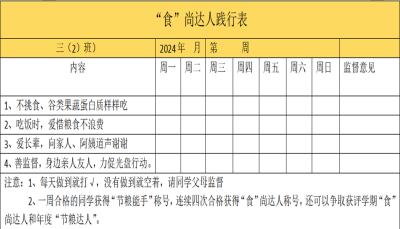 “食”尚达人践行表
三（2）班） 2024年 月 第 周
内容 周一 周二 周三 周四 周五 周六 周日 监督意见
1、不挑食、谷类果蔬蛋白质样样吃
2、吃饭时，爱惜粮食不浪费
3、爱长辈，向家人、阿姨道声谢谢
4、善监督，身边亲人友人，力促光盘行动。
注意：1、每天做到就打√，没有做到就空着，请同学父母监督
2、一周合格的同学获得“节粮能手”称号，连续四次合格获得“食”尚达人称号，还可以争取获评学期“食”
尚达人和年度“节粮达人”。